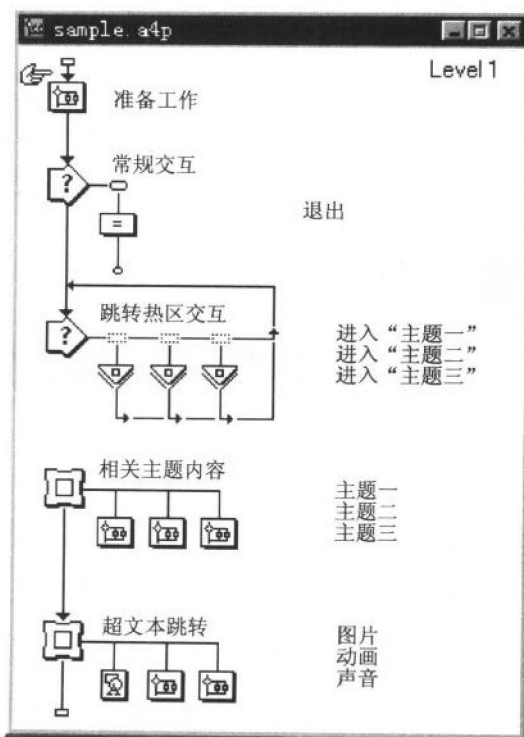 sample.a4p
Level 1
准备工作
常规交互
?
=
退出
跳转热区交互
?
进入“主题一”
进入“主题二”
进入“主题三”
相关主题内容
主题一
主题二
主题三
超文本跳转
图片
动画
声音